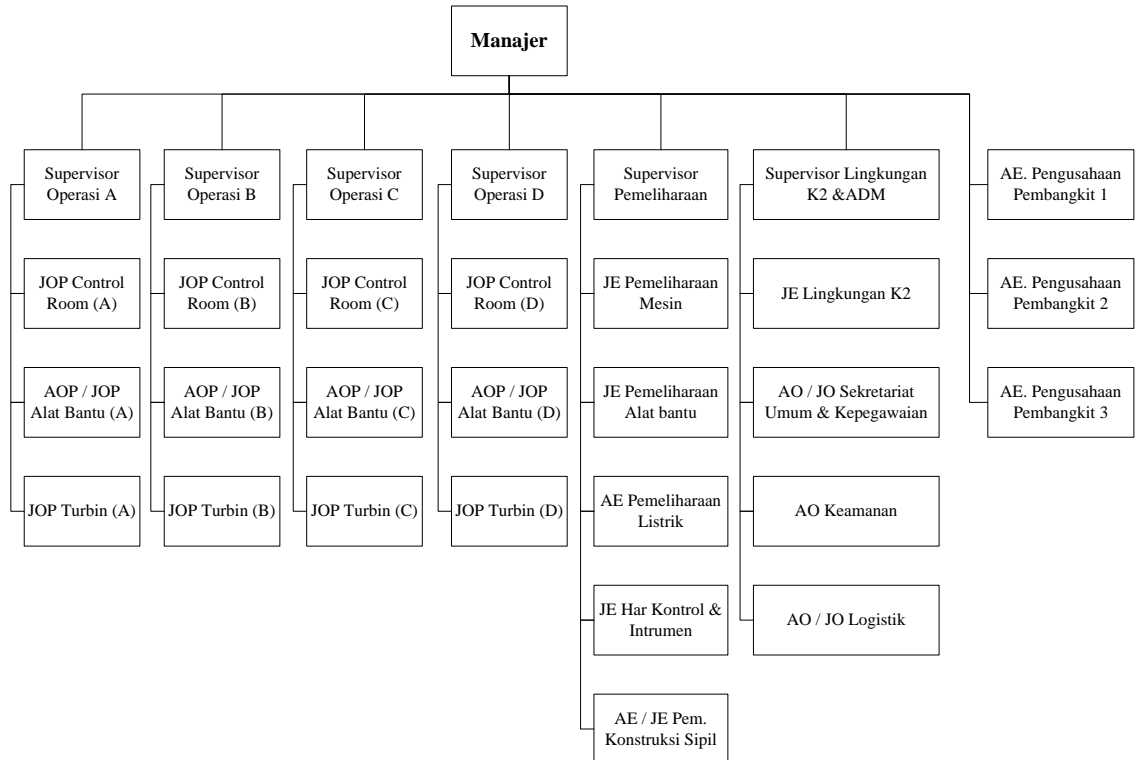 Manajer
Supervisor
Operasi A
Supervisor
Operasi B
Supervisor
Operasi C
Supervisor
Operasi D
Supervisor
Pemeliharaan
Supervisor Lingkungan
K2 &ADM
AE. Pengusahaan
Pembangkit 1
JOP Control
Room (A)
JOP Control
Room (B)
JOP Control
Room (C)
JOP Control
Room (D)
JE Pemeliharaan
Mesin
JE Lingkungan K2
AE. Pengusahaan
Pembangkit 2
AOP / JOP
Alat Bantu (A)
AOP / JOP
Alat Bantu (B)
AOP / JOP
Alat Bantu (C)
AOP / JOP
Alat Bantu (D)
JE Pemeliharaan
Alat bantu
AO / JO Sekretariat
Umum & Kepegawaian
AE. Pengusahaan
Pembangkit 3
JOP Turbin (A)
JOP Turbin (B)
JOP Turbin (C)
JOP Turbin (D)
AE Pemeliharaan
Listrik
AO Keamanan
JE Har Kontrol &
Intrumen
AO / JO Logistik
AE / JE Pem.
Konstruksi Sipil